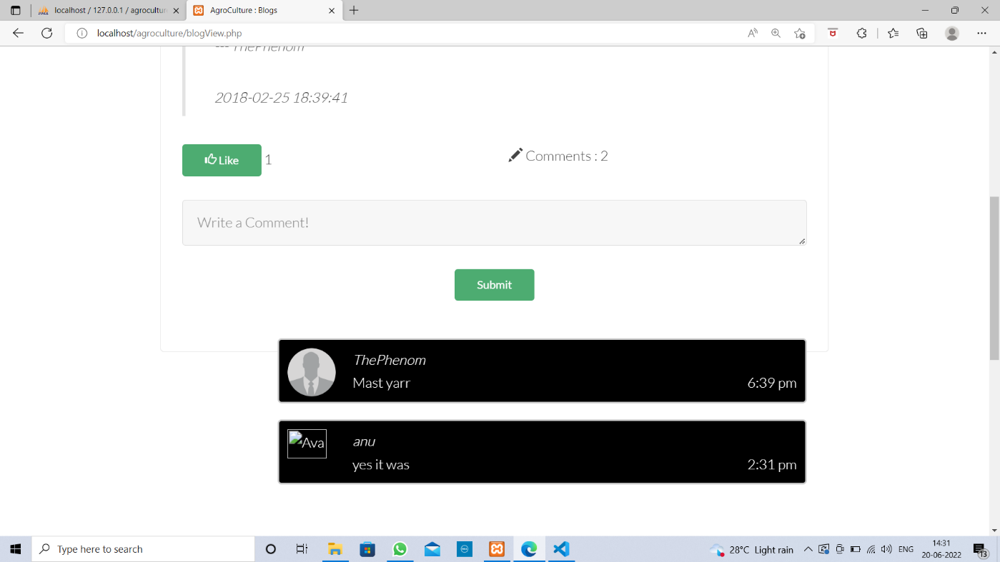 localhost / 127.0.0.1 / agricultur
AgroCulture : Blogs
localhost/agroculture/blogView.php
--- ThePhenom
2018-02-25 18:39:41
Like 1
Comments : 2
Write a Comment!
Submit
ThePhenom
Mast yarr 6:39 pm
Ava
anu
yes it was 2:31 pm
Type here to search
28°C Light rain
ENG
14:31
20-06-2022
13